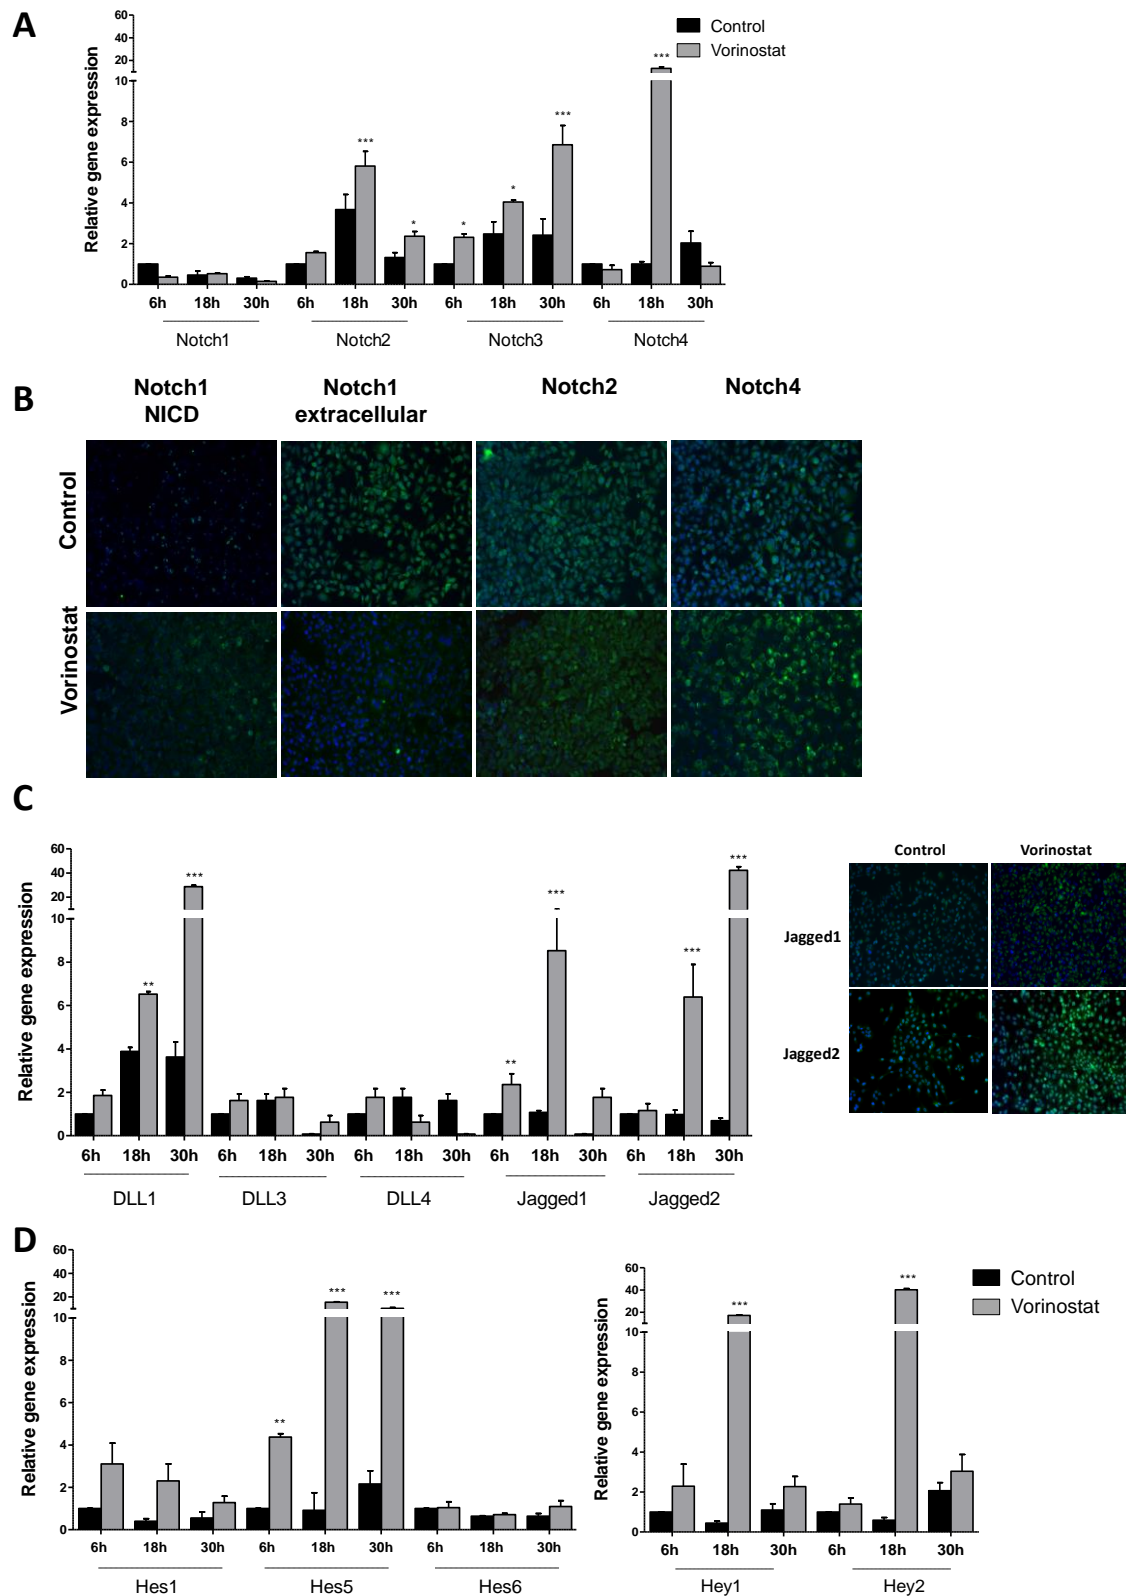 A
Relative gene expression
60
40
20
10
8
6
4
2
0
Control
Vorinostat
***
*
*
*
***
***
6h 18h 30h 6h 18h 30h 6h 18h 30h 6h 18h 30h
Notch1 Notch2 Notch3 Notch4
B
Notch1 NICD
Notch1 extracellular
Notch2
Notch4
Control
Vorinostat
C
Relative gene expression
60
40
20
10
8
6
4
2
0
**
***
**
***
***
***
6h 18h 30h 6h 18h 30h 6h 18h 30h 6h 18h 30h 6h 18h 30h
DLL1 DLL3 DLL4 Jagged1 Jagged2
Control Vorinostat
Jagged1
Jagged2
D
Relative gene expression
60
40
20
10
8
6
4
2
0
**
***
***
6h 18h 30h 6h 18h 30h 6h 18h 30h
Hes1 Hes5 Hes6
Relative gene expression
60
40
20
10
8
6
4
2
0
***
***
6h 18h 30h 6h 18h 30h
Hey1 Hey2
Control
Vorinostat